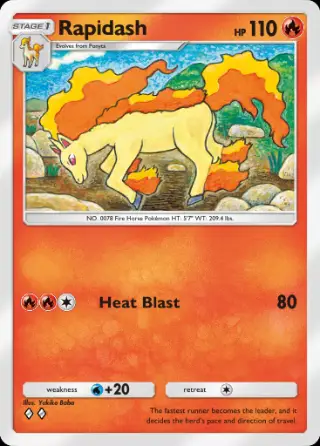 STAGE 1
Rapidash
HP 110
Evolves from Ponyta
NO. 0078 Fire Horse Pokémon HT: 5'7" WT: 209.4 lbs.
Heat Blast 80
weakness +20 retreat
Illus. Yukiko Baba
The fastest runner becomes the leader, and it
decides the herd's pace and direction of travel.